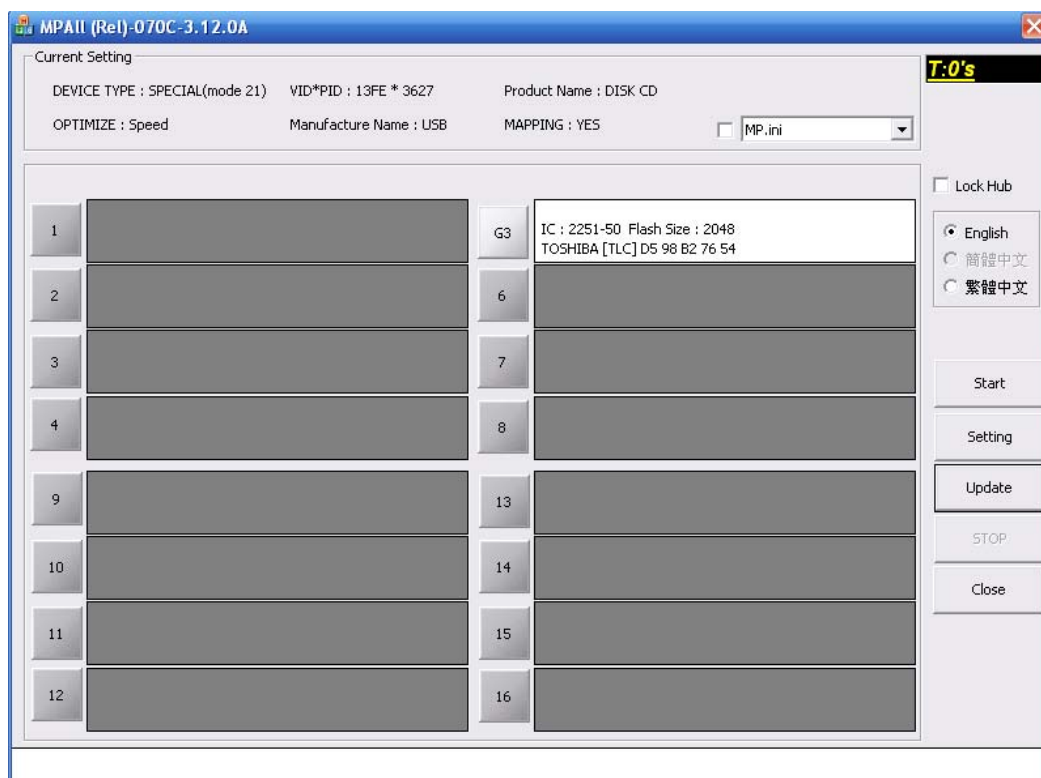 MPAll (Rel)-070C-3.12.0A
Current Setting
DEVICE TYPE : SPECIAL(mode 21) VID*PID : 13FE * 3627 Product Name : DISK CD
OPTIMIZE : Speed Manufacture Name : USB MAPPING : YES MP.ini
T:0's
Lock Hub
English
簡體中文
繁體中文
1
G3 IC : 2251-50 Flash Size : 2048
TOSHIBA [TLC] D5 98 B2 76 54
2 6
3 7
4 8
9 13
10 14
11 15
12 16
Start
Setting
Update
STOP
Close